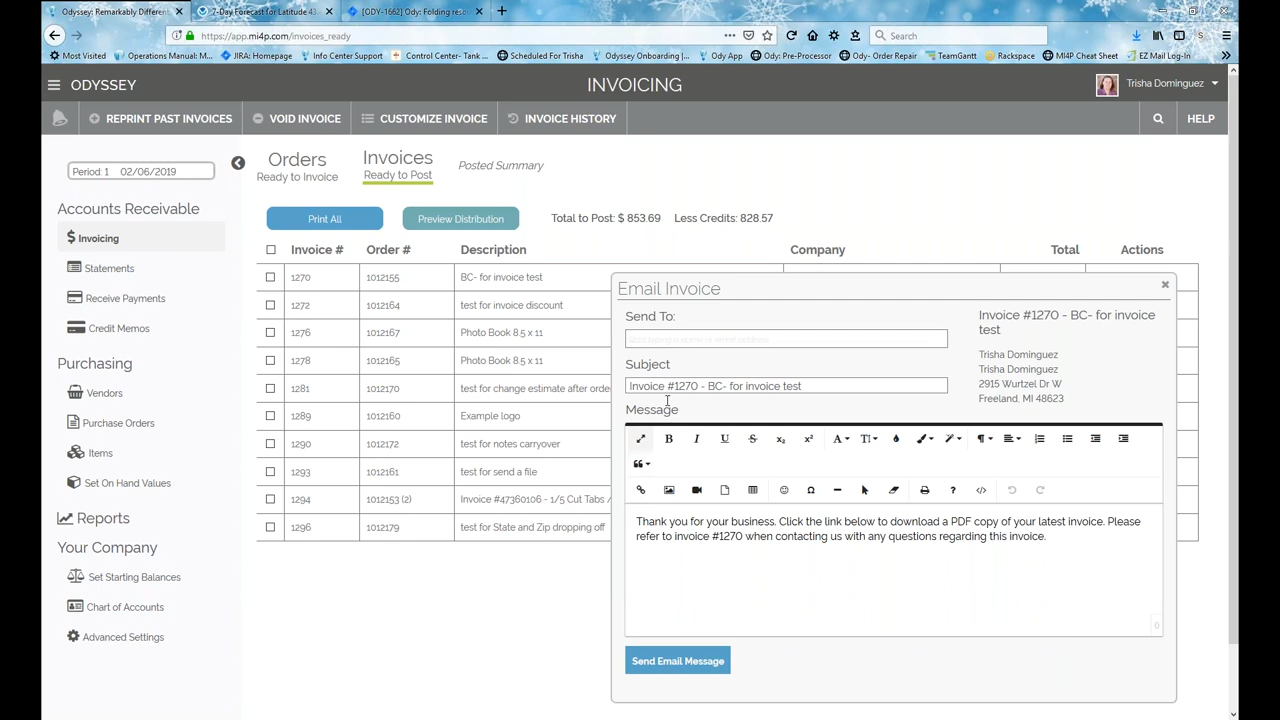 Odyssey: Remarkably Differen
7-Day Forecast for Latitude 43.
[ODY-1662] Ody: Folding resou
https://app.mi4p.com/invoices_ready
Search
Most Visited
Operations Manual: M...
JIRA: Homepage
Info Center Support
Control Center- Tank ...
Scheduled For Trisha
Odyssey Onboarding |...
Ody App
Ody: Pre-Processor
Ody- Order Repair
TeamGantt
Rackspace
MI4P Cheat Sheet
EZ Mail Log-In
ODYSSEY
INVOICING
Trisha Dominguez
REPRINT PAST INVOICES
VOID INVOICE
CUSTOMIZE INVOICE
INVOICE HISTORY
HELP
Period: 1 02/06/2019
Accounts Receivable
Invoicing
Statements
Receive Payments
Credit Memos
Purchasing
Vendors
Purchase Orders
Items
Set On Hand Values
Reports
Your Company
Set Starting Balances
Chart of Accounts
Advanced Settings
Orders
Ready to Invoice
Invoices
Ready to Post
Posted Summary
Print All
Preview Distribution
Total to Post: $ 853.69
Less Credits: 828.57
Invoice # Order # Description Company Total Actions
1270 1012155 BC- for invoice test
1272 1012164 test for invoice discount
1276 1012167 Photo Book 8.5 x 11
1278 1012165 Photo Book 8.5 x 11
1281 1012170 test for change estimate after orde
1289 1012160 Example logo
1290 1012172 test for notes carryover
1293 1012161 test for send a file
1294 1012153 (2) Invoice #47360106 - 1/5 Cut Tabs /
1296 1012179 test for State and Zip dropping off
Email Invoice
Send To:
Start typing a name or email address
Subject
Invoice #1270 - BC- for invoice test
Message
Thank you for your business. Click the link below to download a PDF copy of your latest invoice. Please
refer to invoice #1270 when contacting us with any questions regarding this invoice.
0
Send Email Message
Invoice #1270 - BC- for invoice
test
Trisha Dominguez
Trisha Dominguez
2915 Wurtzel Dr W
Freeland, MI 48623